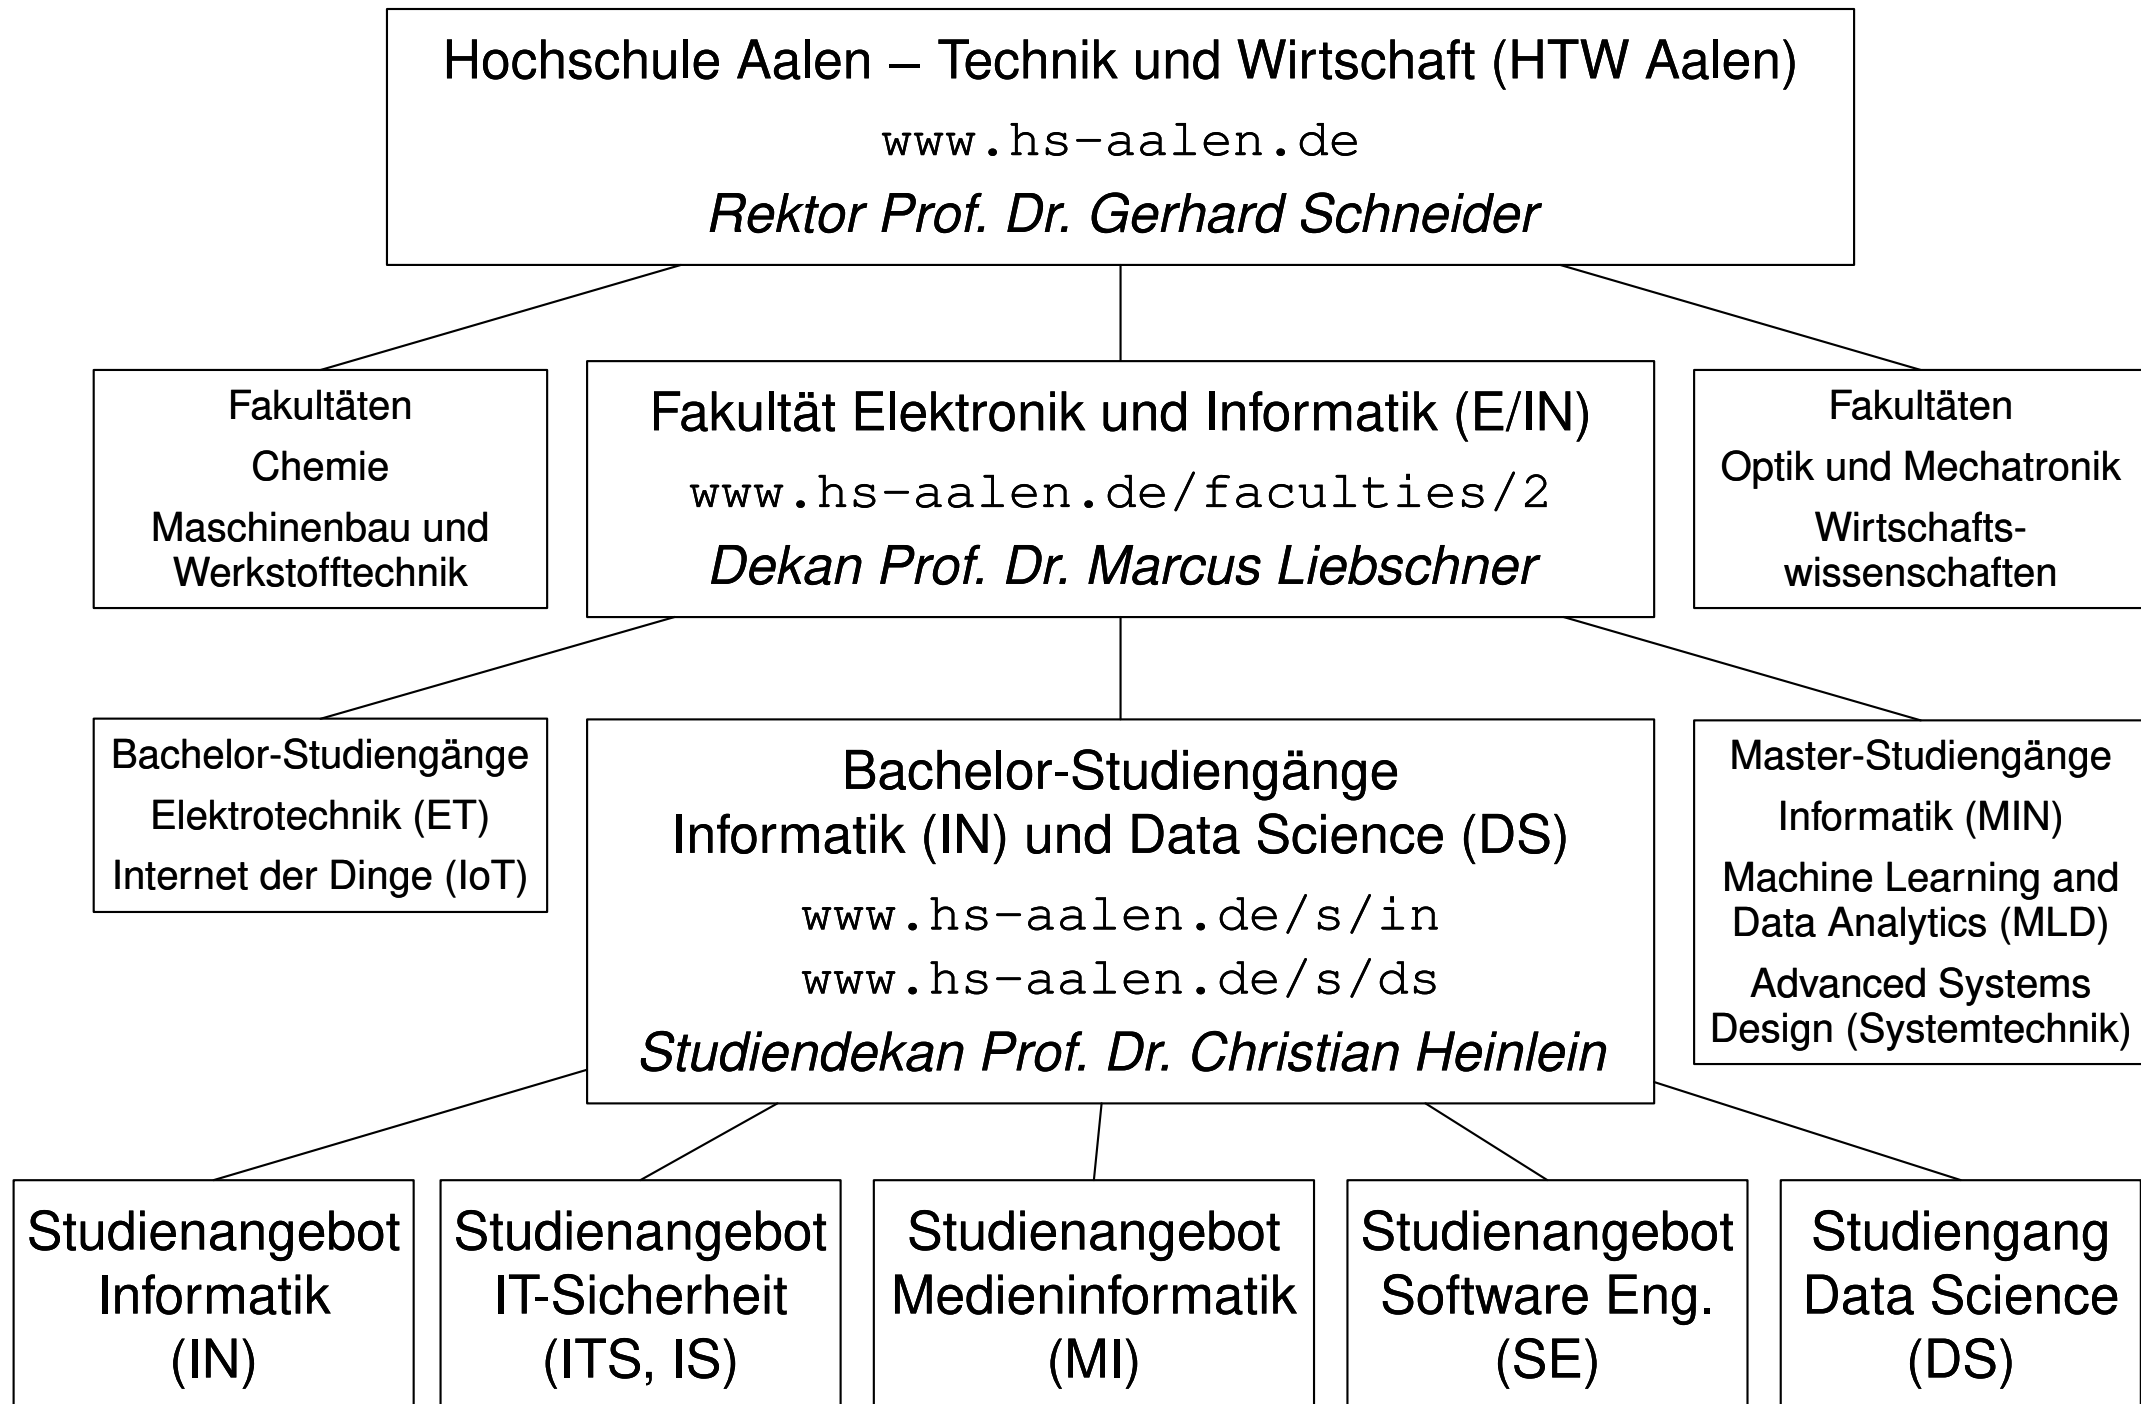 Hochschule Aalen – Technik und Wirtschaft (HTW Aalen)
www.hs-aalen.de
Rektor Prof. Dr. Gerhard Schneider
Fakultäten
Chemie
Maschinenbau und
Werkstofftechnik
Fakultät Elektronik und Informatik (E/IN)
www.hs-aalen.de/faculties/2
Dekan Prof. Dr. Marcus Liebschner
Fakultäten
Optik und Mechatronik
Wirtschafts-
wissenschaften
Bachelor-Studiengänge
Elektrotechnik (ET)
Internet der Dinge (IoT)
Bachelor-Studiengänge
Informatik (IN) und Data Science (DS)
www.hs-aalen.de/s/in
www.hs-aalen.de/s/ds
Studiendekan Prof. Dr. Christian Heinlein
Master-Studiengänge
Informatik (MIN)
Machine Learning and
Data Analytics (MLD)
Advanced Systems
Design (Systemtechnik)
Studienangebot
Informatik
(IN)
Studienangebot
IT-Sicherheit
(ITS, IS)
Studienangebot
Medieninformatik
(MI)
Studienangebot
Software Eng.
(SE)
Studiengang
Data Science
(DS)